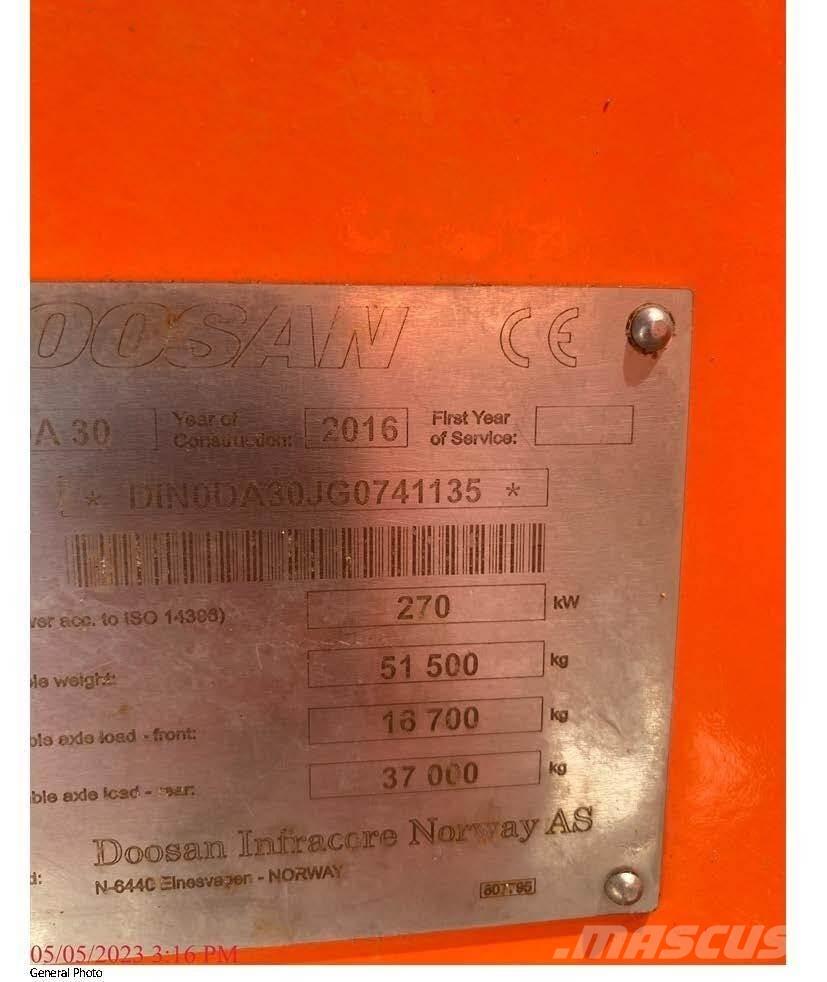 OOSAN CE
A 30 Year of Construction: 2016 First Year of Service:
* DIN0DA30JG0741135 *
er acc. to ISO 14396) 270 kW
le weight: 51 500 kg
ble axle load - front: 16 700 kg
ble axle load - rear: 37 000 kg
Doosan Infracore Norway AS
d: N-6440 Elnesvagen - NORWAY
507795
05/05/2023 3:16 PM
General Photo
MASCUS